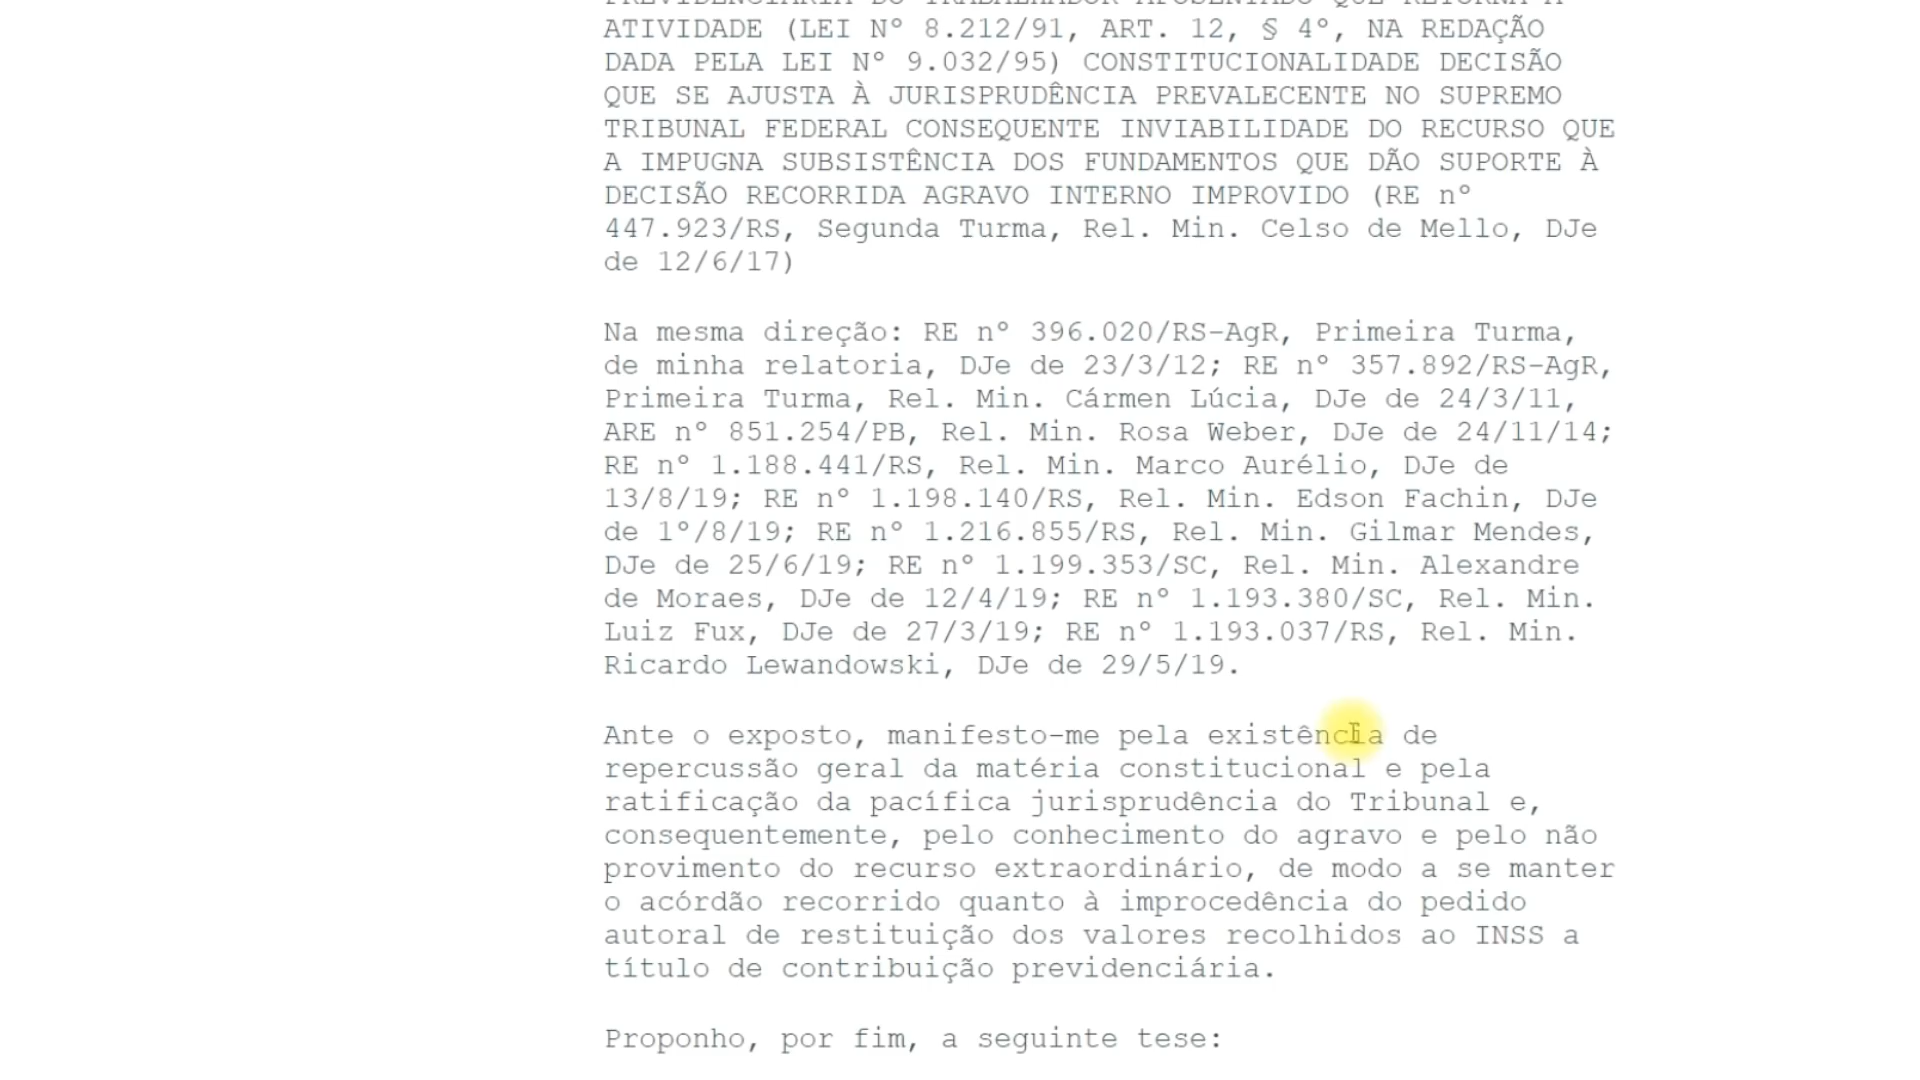 PREVIDENCIÁRIA DO TRABALHADOR APOSENTADO QUE RETORNA À
ATIVIDADE (LEI Nº 8.212/91, ART. 12, § 4º, NA REDAÇÃO
DADA PELA LEI Nº 9.032/95) CONSTITUCIONALIDADE DECISÃO
QUE SE AJUSTA À JURISPRUDÊNCIA PREVALECENTE NO SUPREMO
TRIBUNAL FEDERAL CONSEQUENTE INVIABILIDADE DO RECURSO QUE
A IMPUGNA SUBSISTÊNCIA DOS FUNDAMENTOS QUE DÃO SUPORTE À
DECISÃO RECORRIDA AGRAVO INTERNO IMPROVIDO (RE nº
447.923/RS, Segunda Turma, Rel. Min. Celso de Mello, DJe
de 12/6/17)
Na mesma direção: RE nº 396.020/RS-AgR, Primeira Turma,
de minha relatoria, DJe de 23/3/12; RE nº 357.892/RS-AgR,
Primeira Turma, Rel. Min. Cármen Lúcia, DJe de 24/3/11,
ARE nº 851.254/PB, Rel. Min. Rosa Weber, DJe de 24/11/14;
RE nº 1.188.441/RS, Rel. Min. Marco Aurélio, DJe de
13/8/19; RE nº 1.198.140/RS, Rel. Min. Edson Fachin, DJe
de 1º/8/19; RE nº 1.216.855/RS, Rel. Min. Gilmar Mendes,
DJe de 25/6/19; RE nº 1.199.353/SC, Rel. Min. Alexandre
de Moraes, DJe de 12/4/19; RE nº 1.193.380/SC, Rel. Min.
Luiz Fux, DJe de 27/3/19; RE nº 1.193.037/RS, Rel. Min.
Ricardo Lewandowski, DJe de 29/5/19.
Ante o exposto, manifesto-me pela existência de
repercussão geral da matéria constitucional e pela
ratificação da pacífica jurisprudência do Tribunal e,
consequentemente, pelo conhecimento do agravo e pelo não
provimento do recurso extraordinário, de modo a se manter
o acórdão recorrido quanto à improcedência do pedido
autoral de restituição dos valores recolhidos ao INSS a
título de contribuição previdenciária.
Proponho, por fim, a seguinte tese: